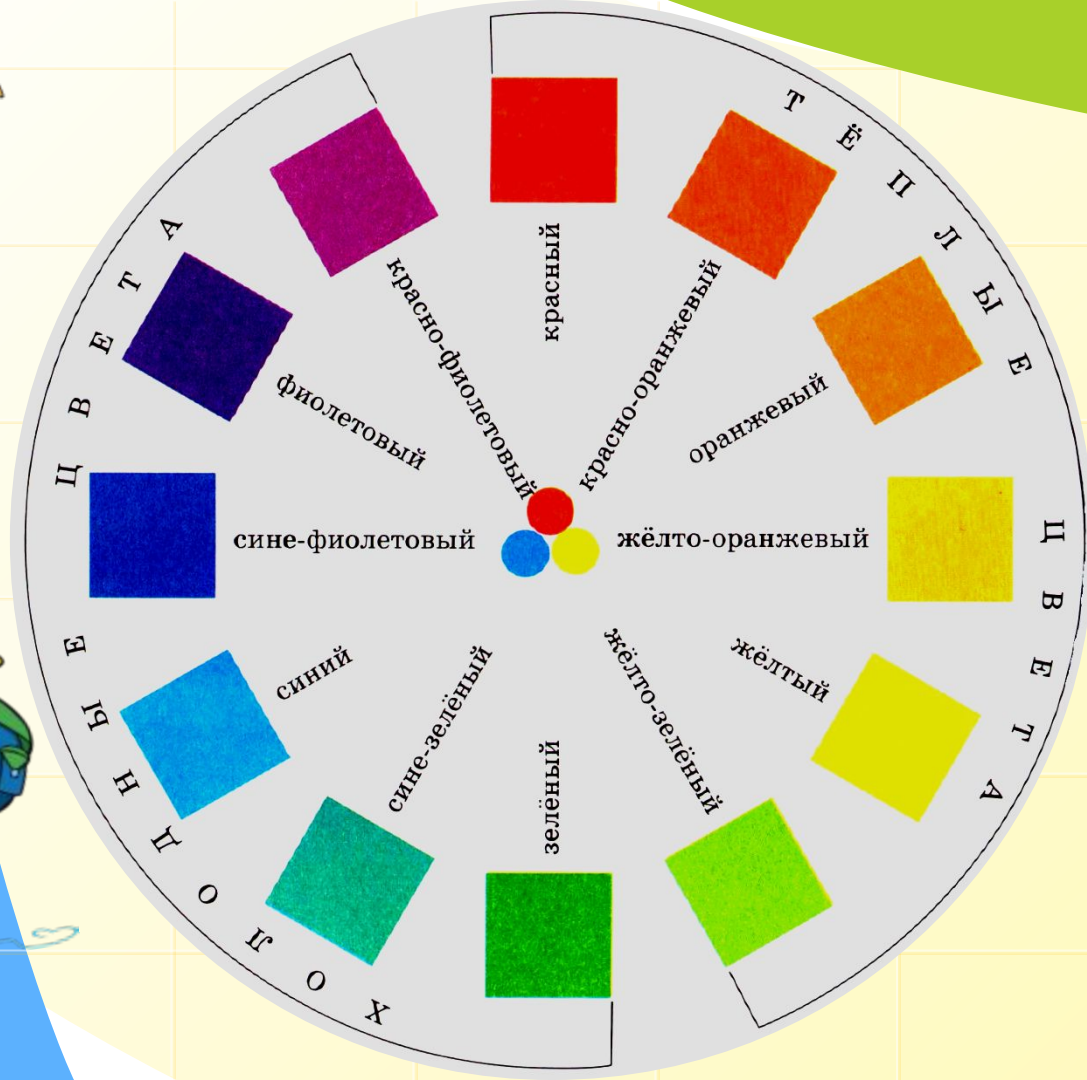 ТЁПЛЫЕ ЦВЕТА
ХОЛОДНЫЕ ЦВЕТА
красный
красно-оранжевый
оранжевый
жёлто-оранжевый
жёлтый
жёлто-зелёный
зелёный
сине-зелёный
синий
сине-фиолетовый
фиолетовый
красно-фиолетовый